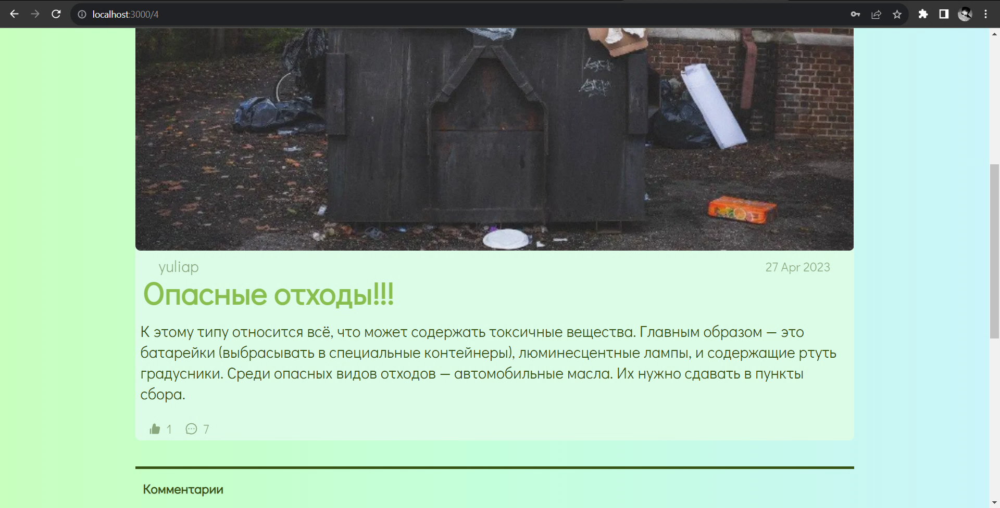 localhost:3000/4
yuliap
27 Apr 2023
Опасные отходы!!!
К этому типу относится всё, что может содержать токсичные вещества. Главным образом — это
батарейки (выбрасывать в специальные контейнеры), люминесцентные лампы, и содержащие ртуть
градусники. Среди опасных видов отходов — автомобильные масла. Их нужно сдавать в пункты
сбора.
1
7
Комментарии